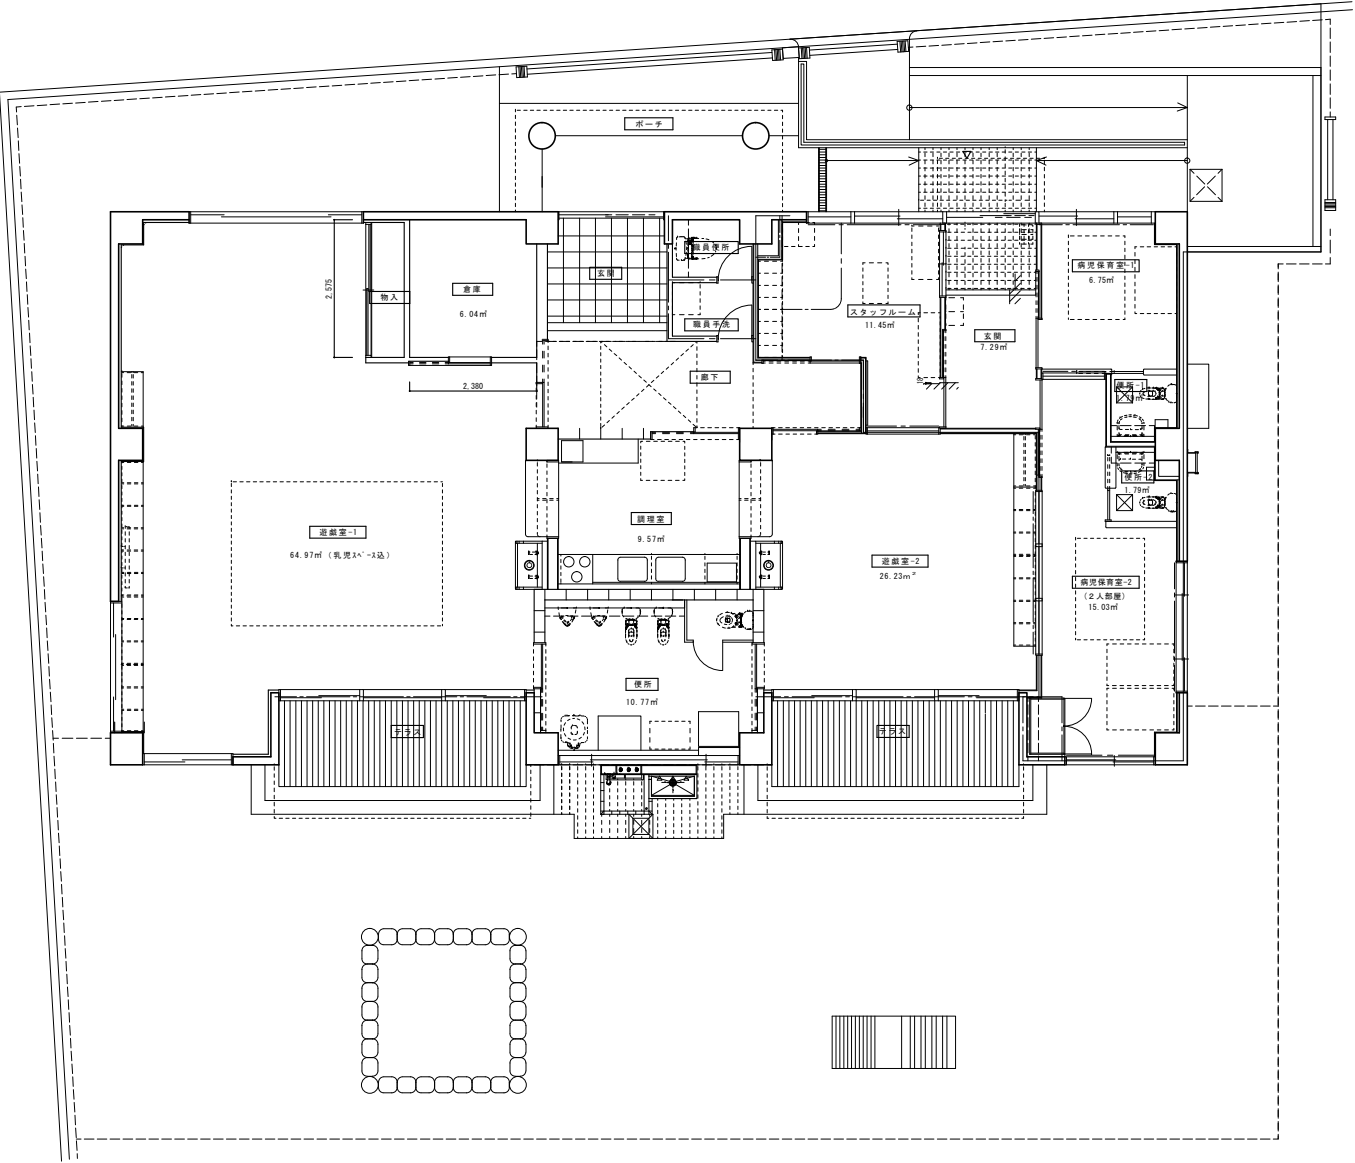 ポーチ
職員便所
玄関
病児保育室-1
6.75㎡
倉庫
6.04㎡
物入
2,575
スタッフルーム
11.45㎡
職員手洗
玄関
7.29㎡
廊下
2,380
便所-1
便所-2
1.79㎡
調理室
9.57㎡
遊戯室-1
64.97㎡（乳児スペース込）
遊戯室-2
26.23m²
病児保育室-2
（2人部屋）
15.03㎡
便所
10.77㎡
テラス
テラス